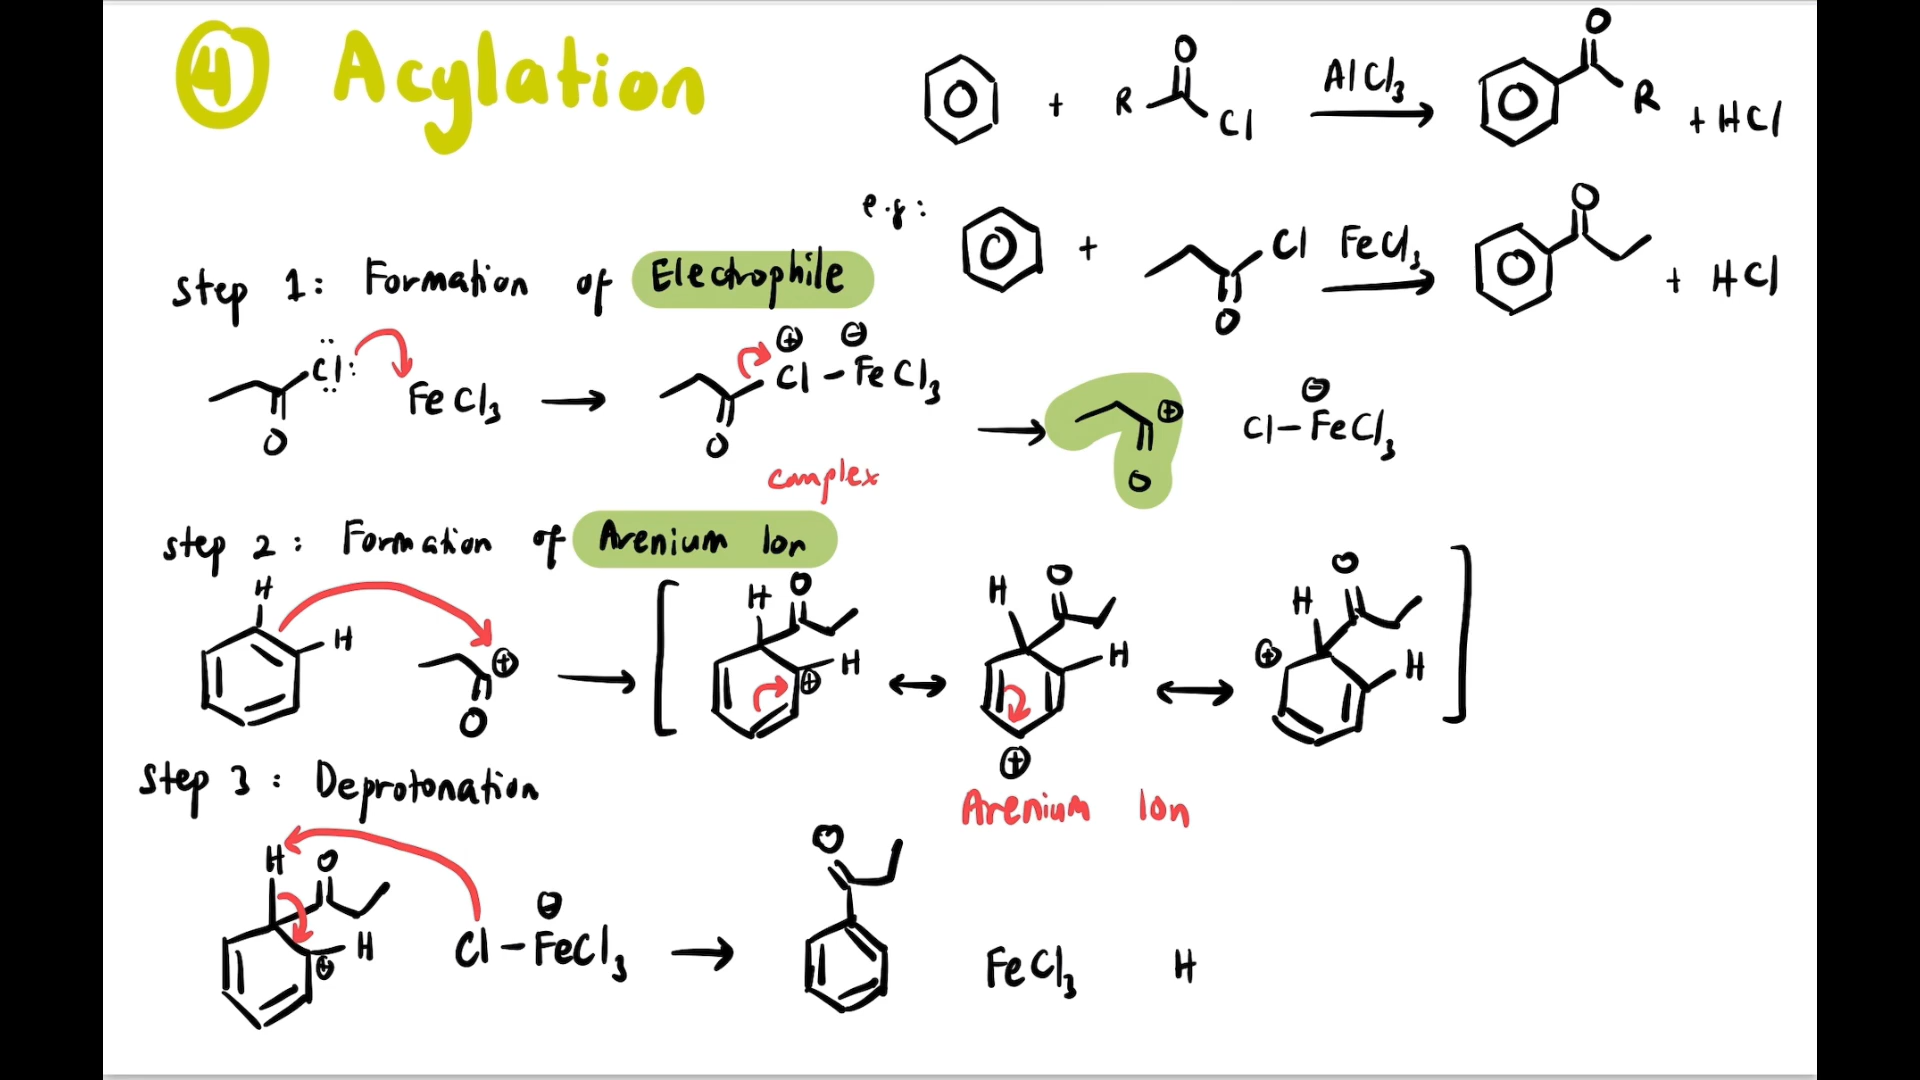 ④ Acylation
O + R O Cl AlCl₃ O O R + HCl
e.g: O + Cl O FeCl₃ O O + HCl
Step 1: Formation of Electrophile
:Cl: O FeCl₃ → O ⊕ Cl – ⊖ FeCl₃ → ⊕ O Cl – ⊖ FeCl₃
complex
Step 2: Formation of Arenium Ion
H H ⊕ O → [ H O H ⊕ ↔ H O H ⊕ ↔ H O H ⊕ ]
Arenium Ion
Step 3: Deprotonation
H O H ⊕ Cl – ⊖ FeCl₃ → O FeCl₃ H